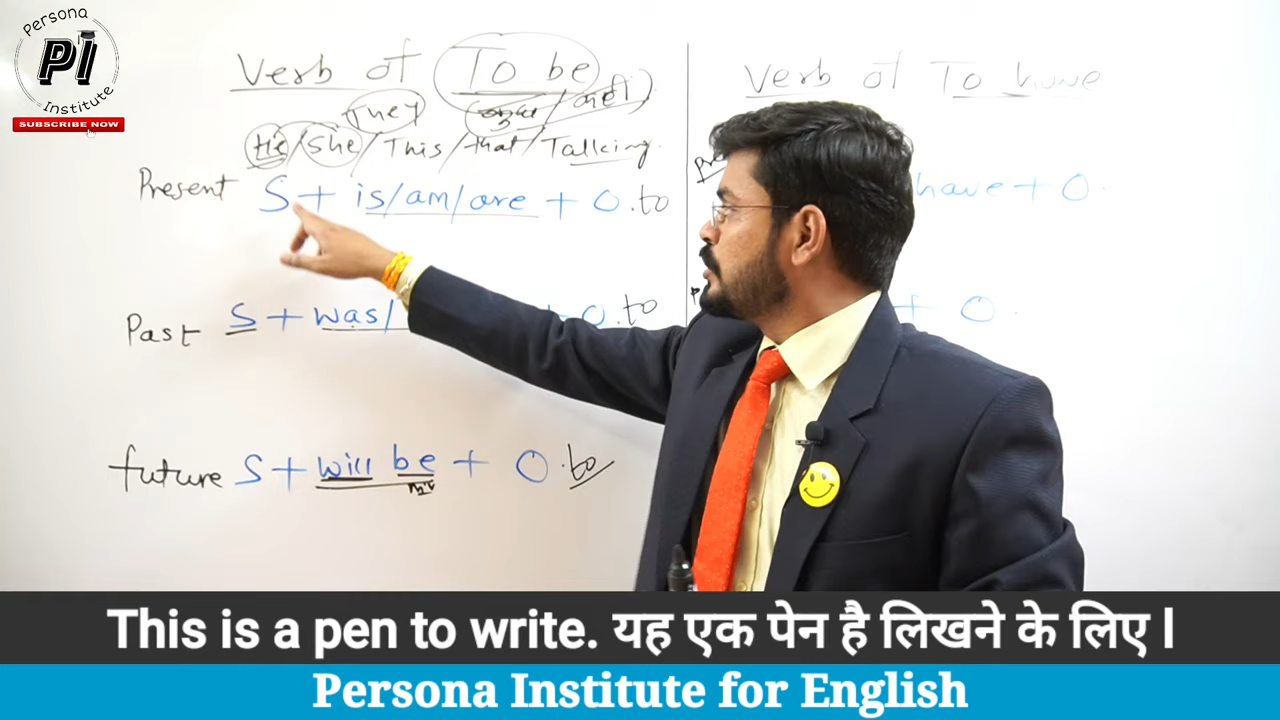 Persona
PI
Institute
SUBSCRIBE NOW
Verb of To be
They
are
He/She/This/that/Talking
Present S + is/am/are + O. to
Past S + was/ + O. to
future S + will be + O. to
Verb of To have
have + O.
+ O.
This is a pen to write. यह एक पेन है लिखने के लिए l
Persona Institute for English